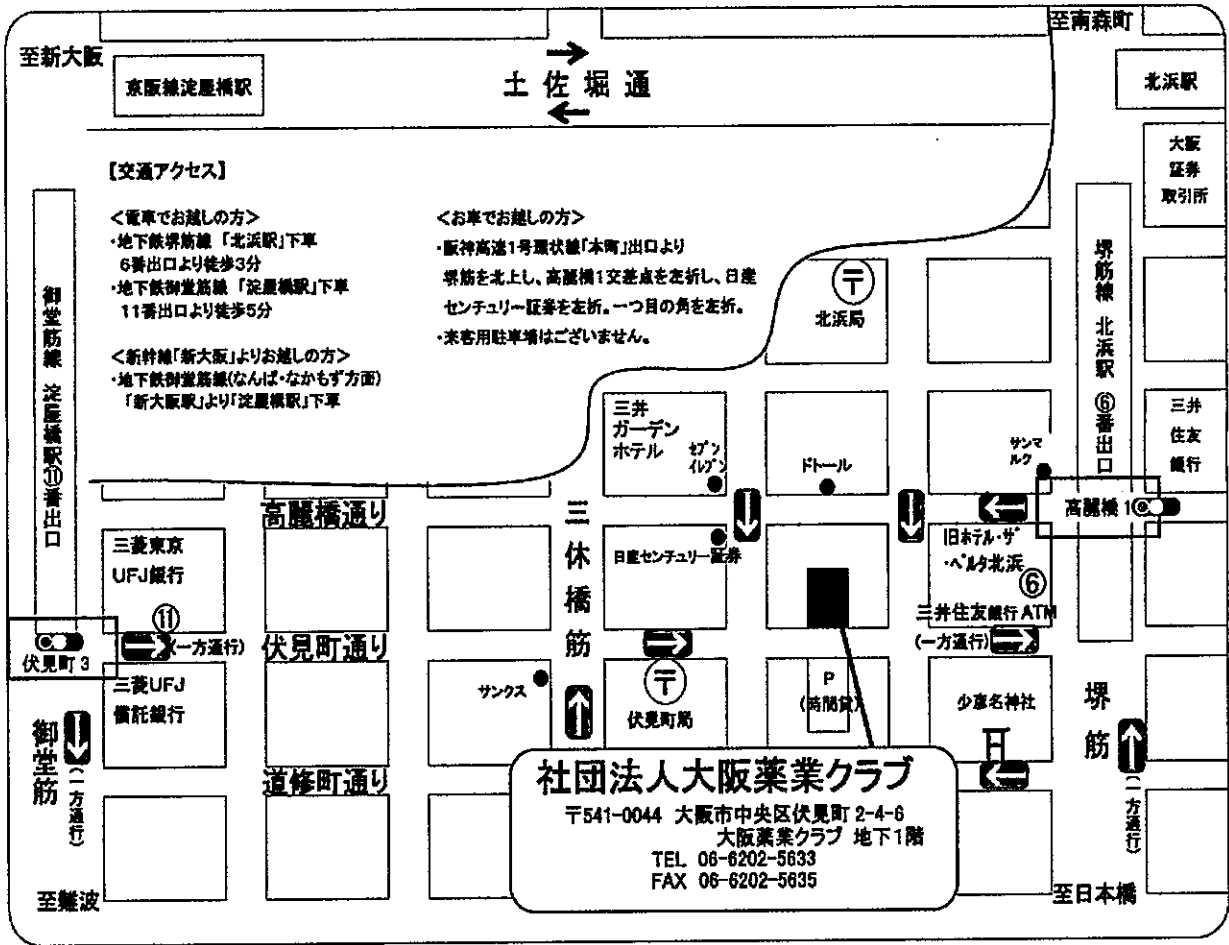 至新大阪
京阪線淀屋橋駅
土佐堀通
至南森町
北浜駅
大阪
証券
取引所
【交通アクセス】
＜電車でお越しの方＞
・地下鉄堺筋線 「北浜駅」下車
6番出口より徒歩3分
・地下鉄御堂筋線 「淀屋橋駅」下車
11番出口より徒歩5分
＜新幹線「新大阪」よりお越しの方＞
・地下鉄御堂筋線(なんば・なかもず方面)
「新大阪駅」より「淀屋橋駅」下車
＜お車でお越しの方＞
・阪神高速1号環状線「本町」出口より
堺筋を北上し、高麗橋1交差点を左折し、日産
センチュリー証券を左折。一つ目の角を左折。
・来客用駐車場はございません。
〒
北浜局
御堂筋線 淀屋橋駅⑪番出口
堺筋線 北浜駅 ⑥番出口
三井
ガーデン
ホテル
セブン
イレブン
ドトール
サンマ
ルク
三井
住友
銀行
高麗橋通り
三休橋筋
高麗橋 1
三菱東京
UFJ銀行
⑪
日産センチュリー証券
旧ホテル・ザ
・ベルタ北浜
⑥
三井住友銀行 ATM
(一方通行)
伏見町 3
(一方通行)
伏見町通り
三菱UFJ
信託銀行
サンクス
〒
伏見町局
P
(時間貸)
少彦名神社
堺筋
(一方通行)
御堂筋
(一方通行)
道修町通り
社団法人大阪薬業クラブ
〒541-0044 大阪市中央区伏見町 2-4-6
大阪薬業クラブ 地下1階
TEL 06-6202-5633
FAX 06-6202-5635
至難波
至日本橋